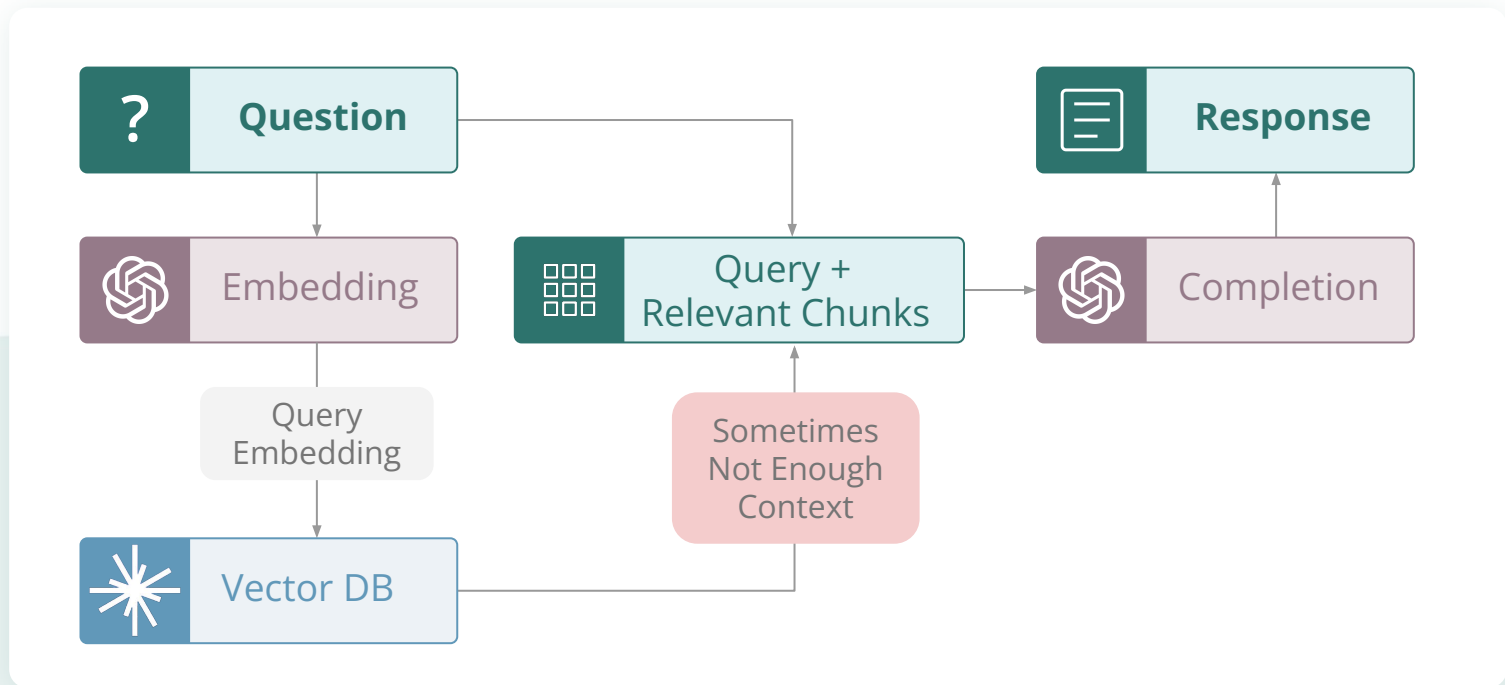 ?
Question
Response
Embedding
Query +
Relevant Chunks
Completion
Query
Embedding
Sometimes
Not Enough
Context
Vector DB